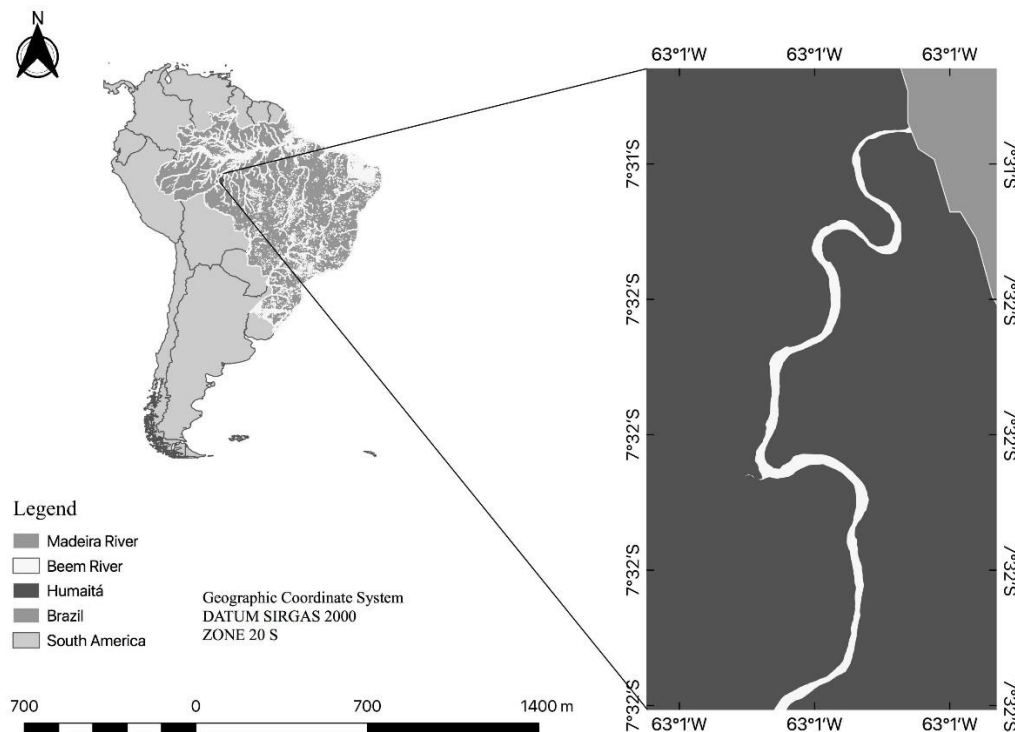 N
63°1′W 63°1′W 63°1′W
7°31′S 7°31′S
7°32′S 7°32′S
7°32′S 7°32′S
7°32′S 7°32′S
7°32′S 7°32′S
63°1′W 63°1′W 63°1′W
Legend
Madeira River
Beem River
Humaitá
Brazil
South America
Geographic Coordinate System
DATUM SIRGAS 2000
ZONE 20 S
700 0 700 1400 m